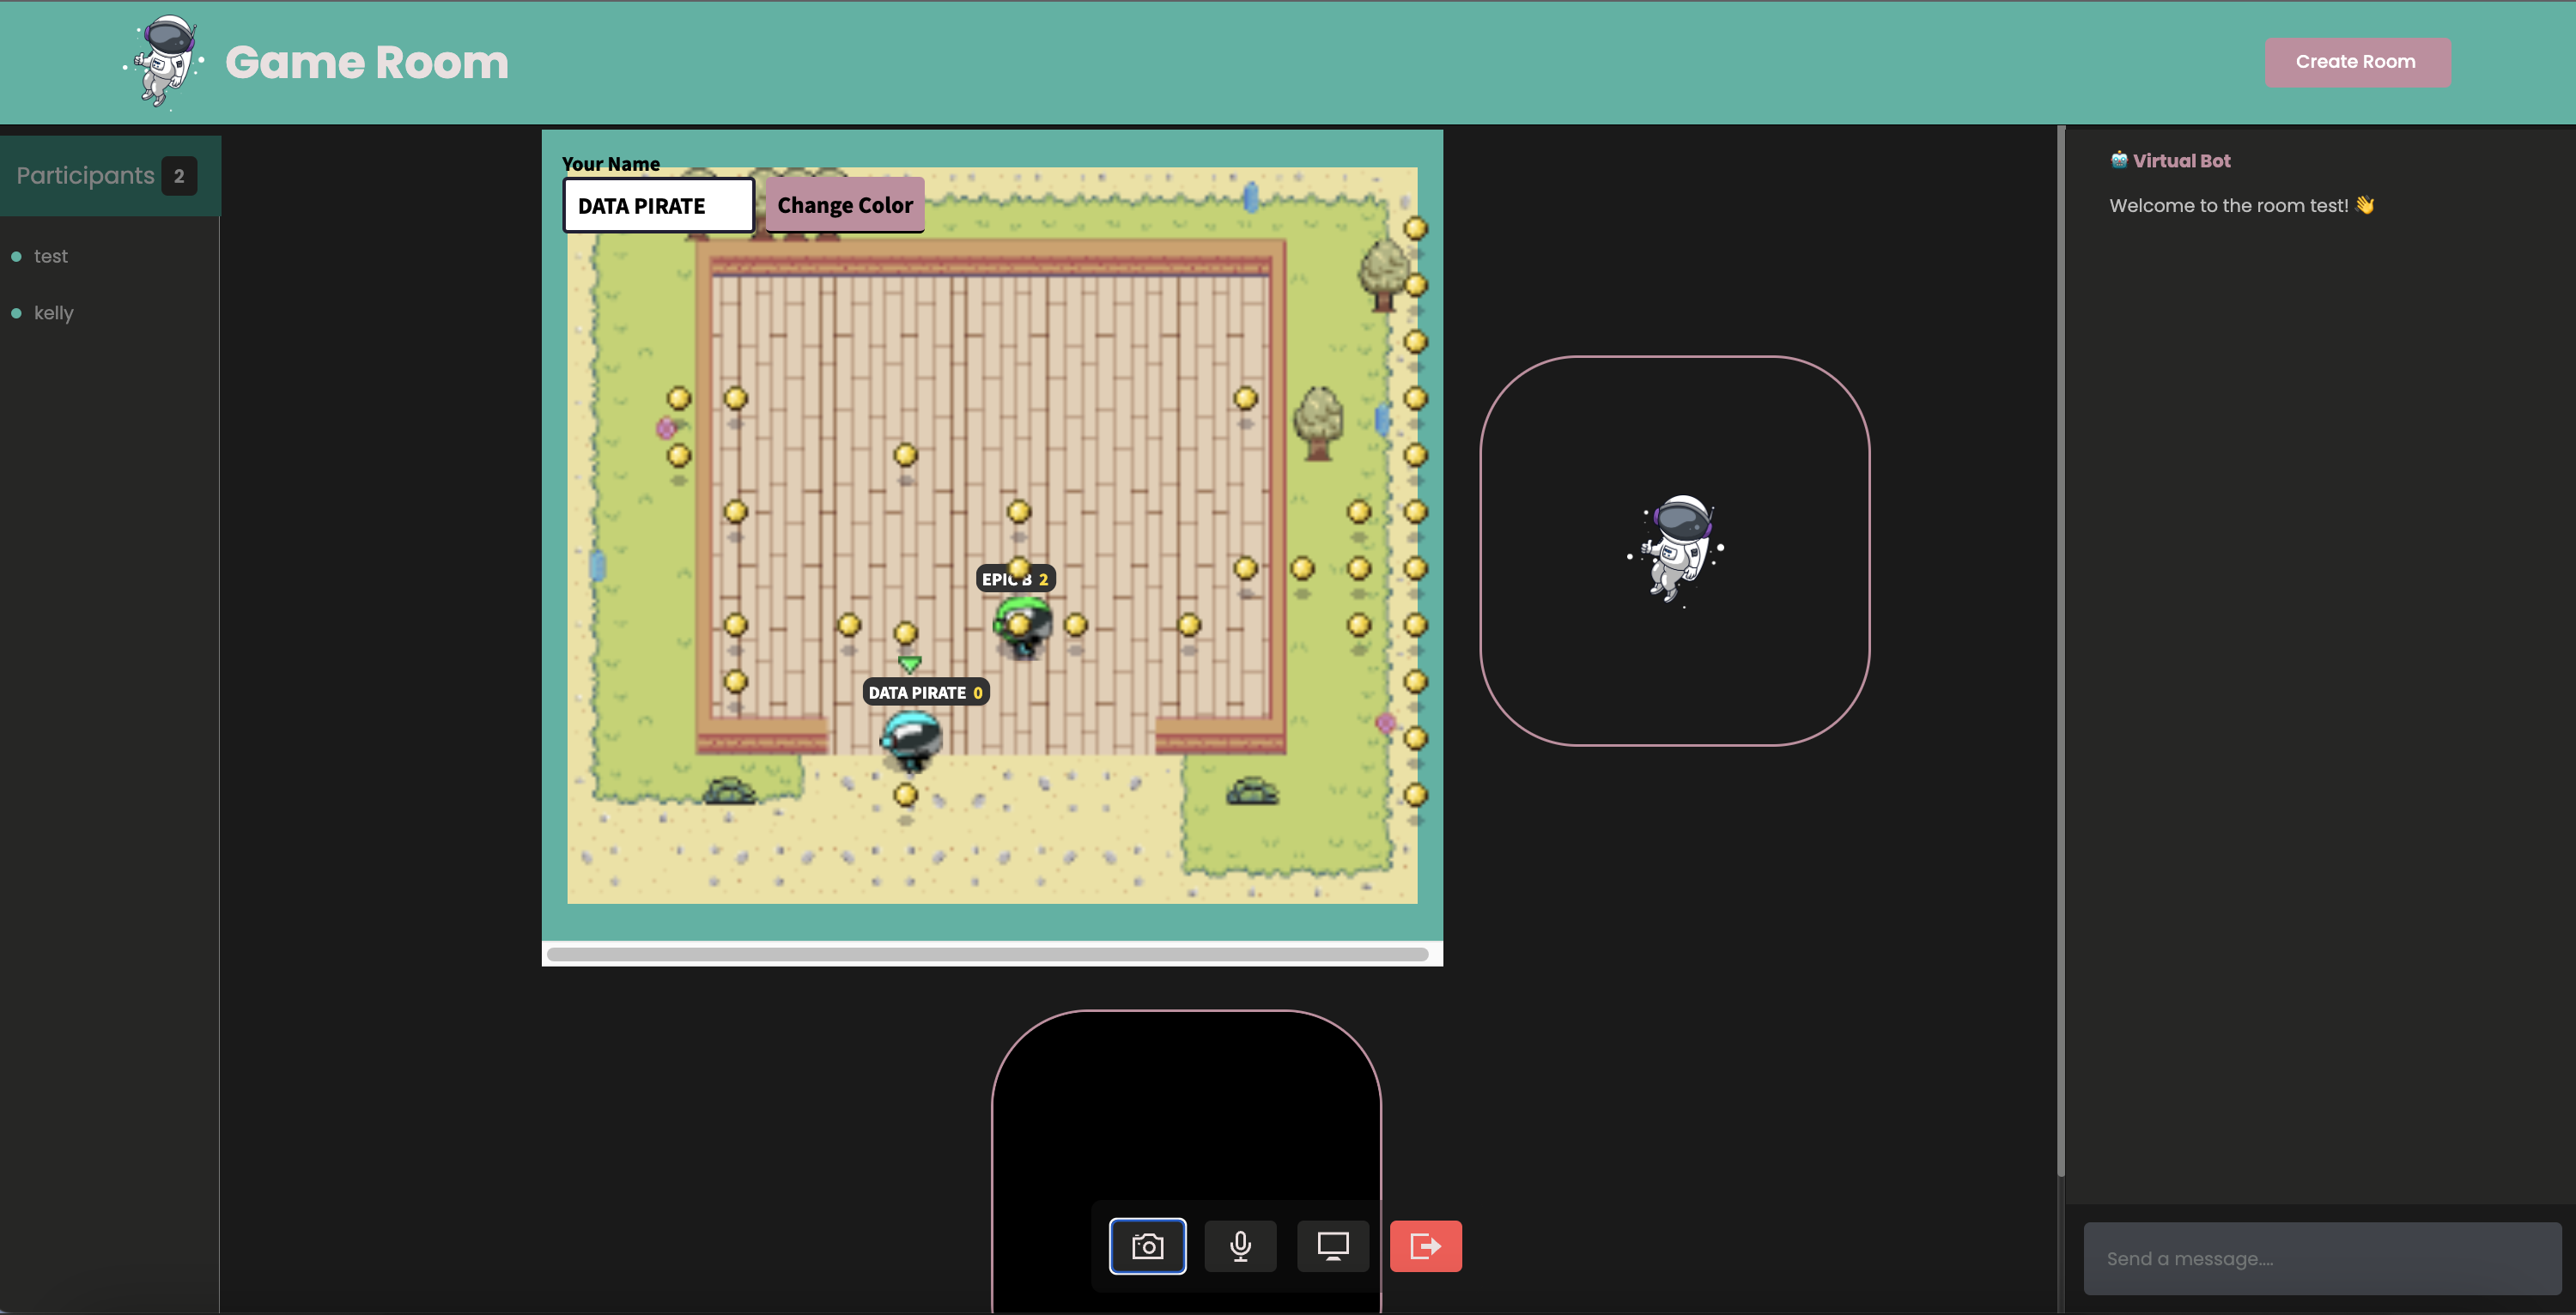 Game Room
Create Room
Participants 2
test
kelly
Your Name
DATA PIRATE
Change Color
EPIC B 2
DATA PIRATE 0
Virtual Bot
Welcome to the room test! 👋
Send a message....